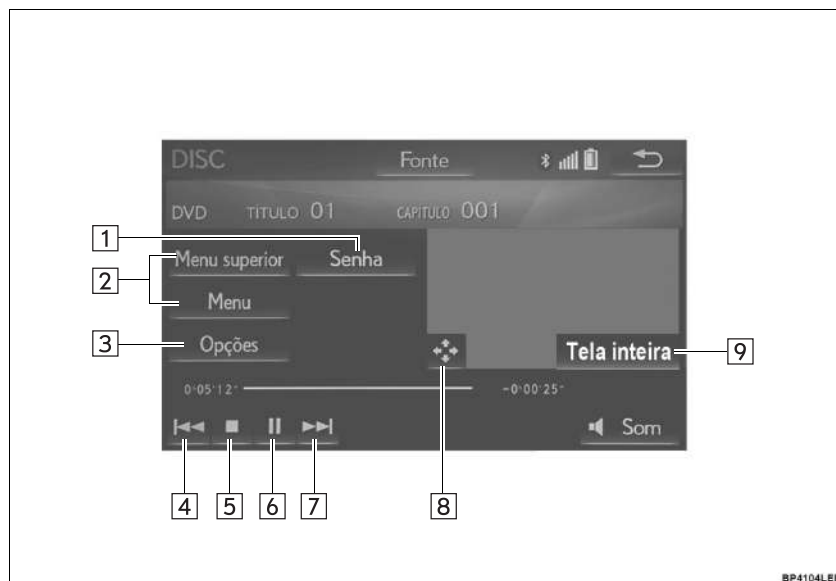 DISC Fonte
DVD TÍTULO 01 CAPÍTULO 001
1
Menu superior Senha
2
Menu
3 Opções
Tela inteira 9
0·05'12" -0·00'25"
Som
4 5 6 7 8
BP4104LEI